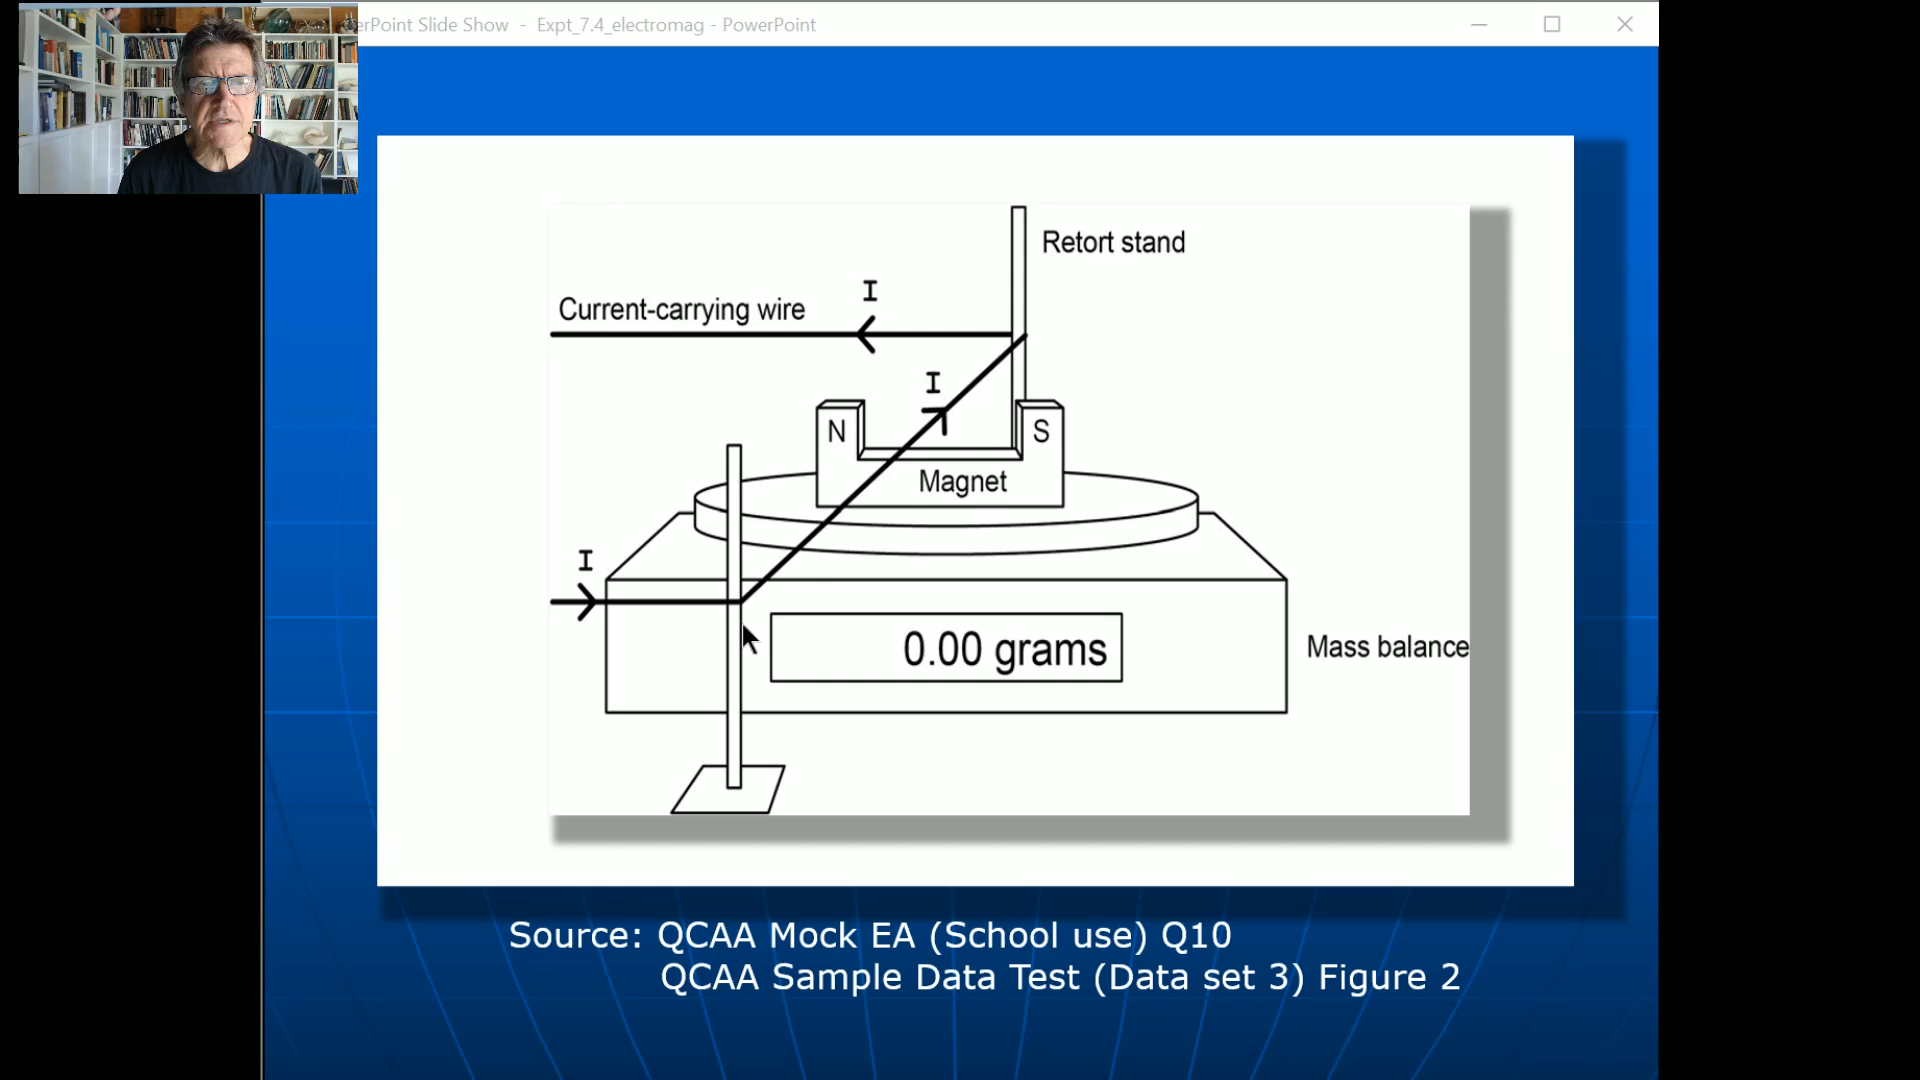 erPoint Slide Show - Expt_7.4_electromag - PowerPoint
Retort stand
I
Current-carrying wire
I
N
S
Magnet
I
0.00 grams
Mass balance
Source: QCAA Mock EA (School use) Q10
QCAA Sample Data Test (Data set 3) Figure 2